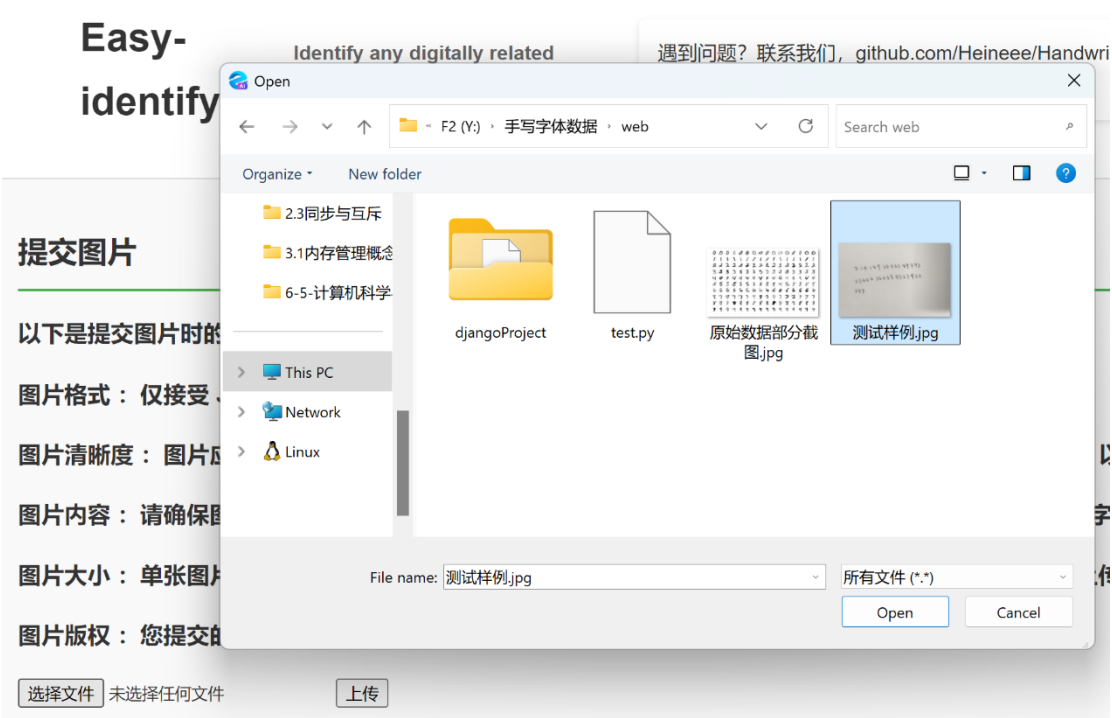 Easy-
identify
Identify any digitally related
遇到问题？联系我们，github.com/Heineee/Handwri
Open
F2 (Y:) › 手写字体数据 › web
Search web
Organize
New folder
2.3同步与互斥
3.1内存管理概念
6-5-计算机科学
This PC
Network
Linux
djangoProject
test.py
原始数据部分截
图.jpg
测试样例.jpg
File name: 测试样例.jpg
所有文件 (*.*)
Open
Cancel
提交图片
以下是提交图片时的
图片格式 ： 仅接受
图片清晰度 ： 图片应
图片内容 ： 请确保图
图片大小 ： 单张图片
图片版权 ： 您提交的
选择文件 未选择任何文件
上传